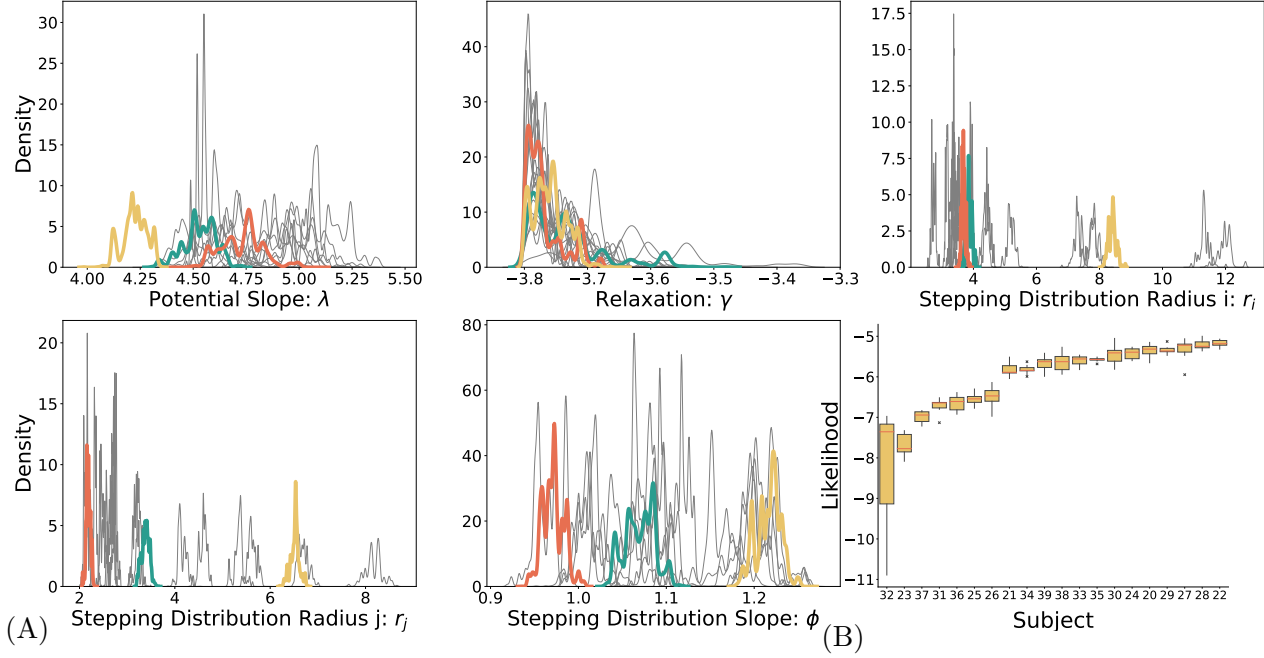 Density
30
25
20
15
10
5
0
4.00 4.25 4.50 4.75 5.00 5.25 5.50
Potential Slope: λ
40
30
20
10
0
−3.8 −3.7 −3.6 −3.5 −3.4 −3.3
Relaxation: γ
17.5
15.0
12.5
10.0
7.5
5.0
2.5
0.0
4 6 8 10 12
Stepping Distribution Radius i: r_i
Density
20
15
10
5
0
2 4 6 8
Stepping Distribution Radius j: r_j
(A)
80
60
40
20
0
0.9 1.0 1.1 1.2
Stepping Distribution Slope: ϕ
Likelihood
−5
−6
−7
−8
−9
−10
−11
32 23 37 31 36 25 26 21 34 39 38 33 35 30 24 20 29 27 28 22
Subject
(B)